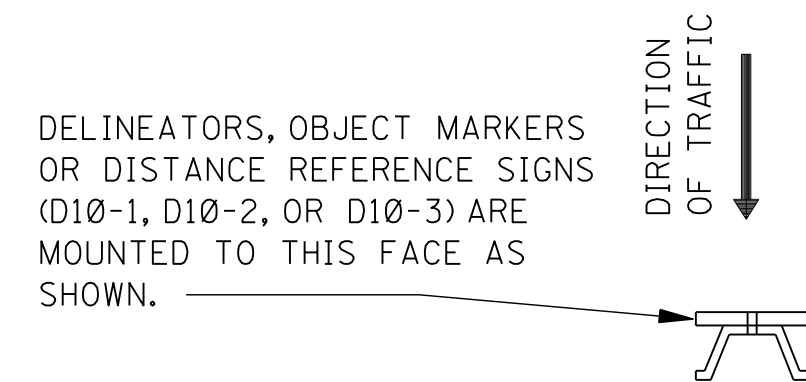 DELINEATORS, OBJECT MARKERS
OR DISTANCE REFERENCE SIGNS
(D10-1, D10-2, OR D10-3) ARE
MOUNTED TO THIS FACE AS
SHOWN.
DIRECTION
OF TRAFFIC